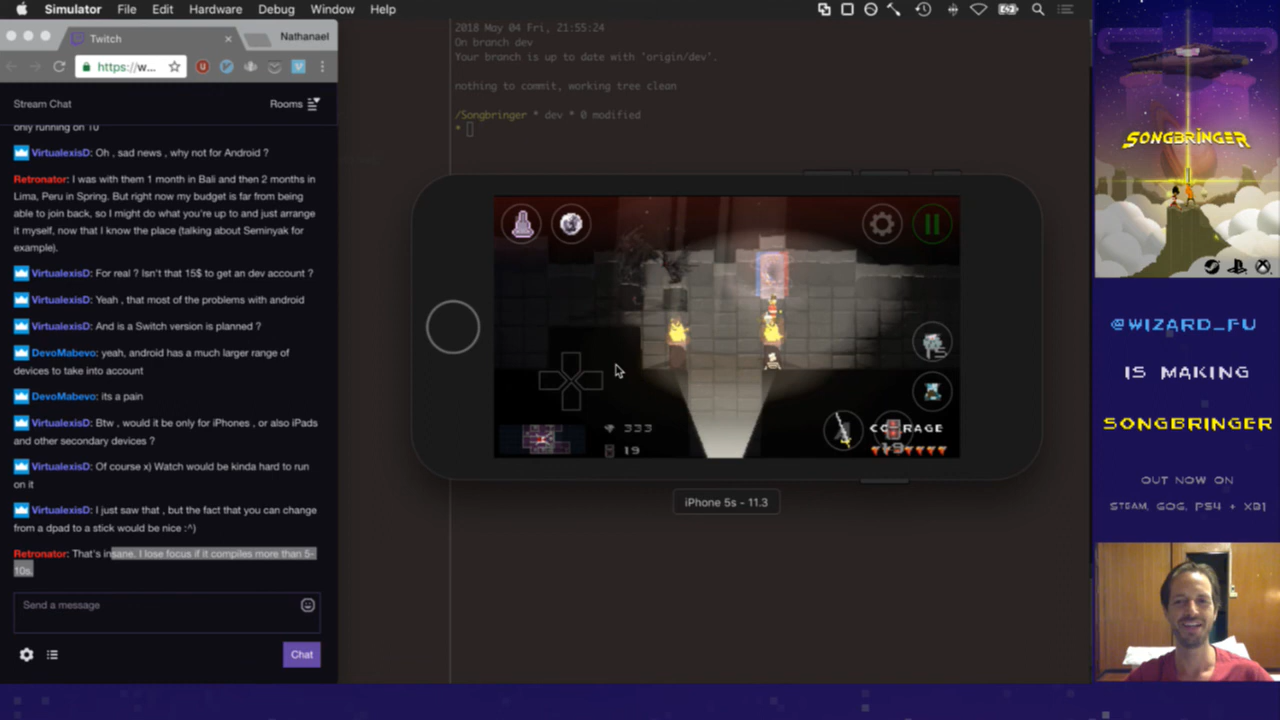 Simulator File Edit Hardware Debug Window Help
Twitch
Nathanael
https://w...
Stream Chat
Rooms
only running on 10
VirtualexisD: Oh , sad news , why not for Android ?
Retronator: I was with them 1 month in Bali and then 2 months in
Lima, Peru in Spring. But right now my budget is far from being
able to join back, so I might do what you're up to and just arrange
it myself, now that I know the place (talking about Seminyak for
example).
VirtualexisD: For real ? Isn't that 15$ to get an dev account ?
VirtualexisD: Yeah , that most of the problems with android
VirtualexisD: And is a Switch version is planned ?
DevoMabevo: yeah, android has a much larger range of
devices to take into account
DevoMabevo: its a pain
VirtualexisD: Btw , would it be only for iPhones , or also iPads
and other secondary devices ?
VirtualexisD: Of course x) Watch would be kinda hard to run
on it
VirtualexisD: I just saw that , but the fact that you can change
from a dpad to a stick would be nice :^)
Retronator: That's insane. I lose focus if it compiles more than 5-
10s.
Send a message
Chat
2018 May 04 Fri, 21:55:24
On branch dev
Your branch is up to date with 'origin/dev'.
nothing to commit, working tree clean
/Songbringer * dev * 0 modified
*
333
19
iPhone 5s - 11.3
SONGBRINGER
@WIZARD_FU
IS MAKING
SONGBRINGER
OUT NOW ON
STEAM, GOG, PS4 + XB1